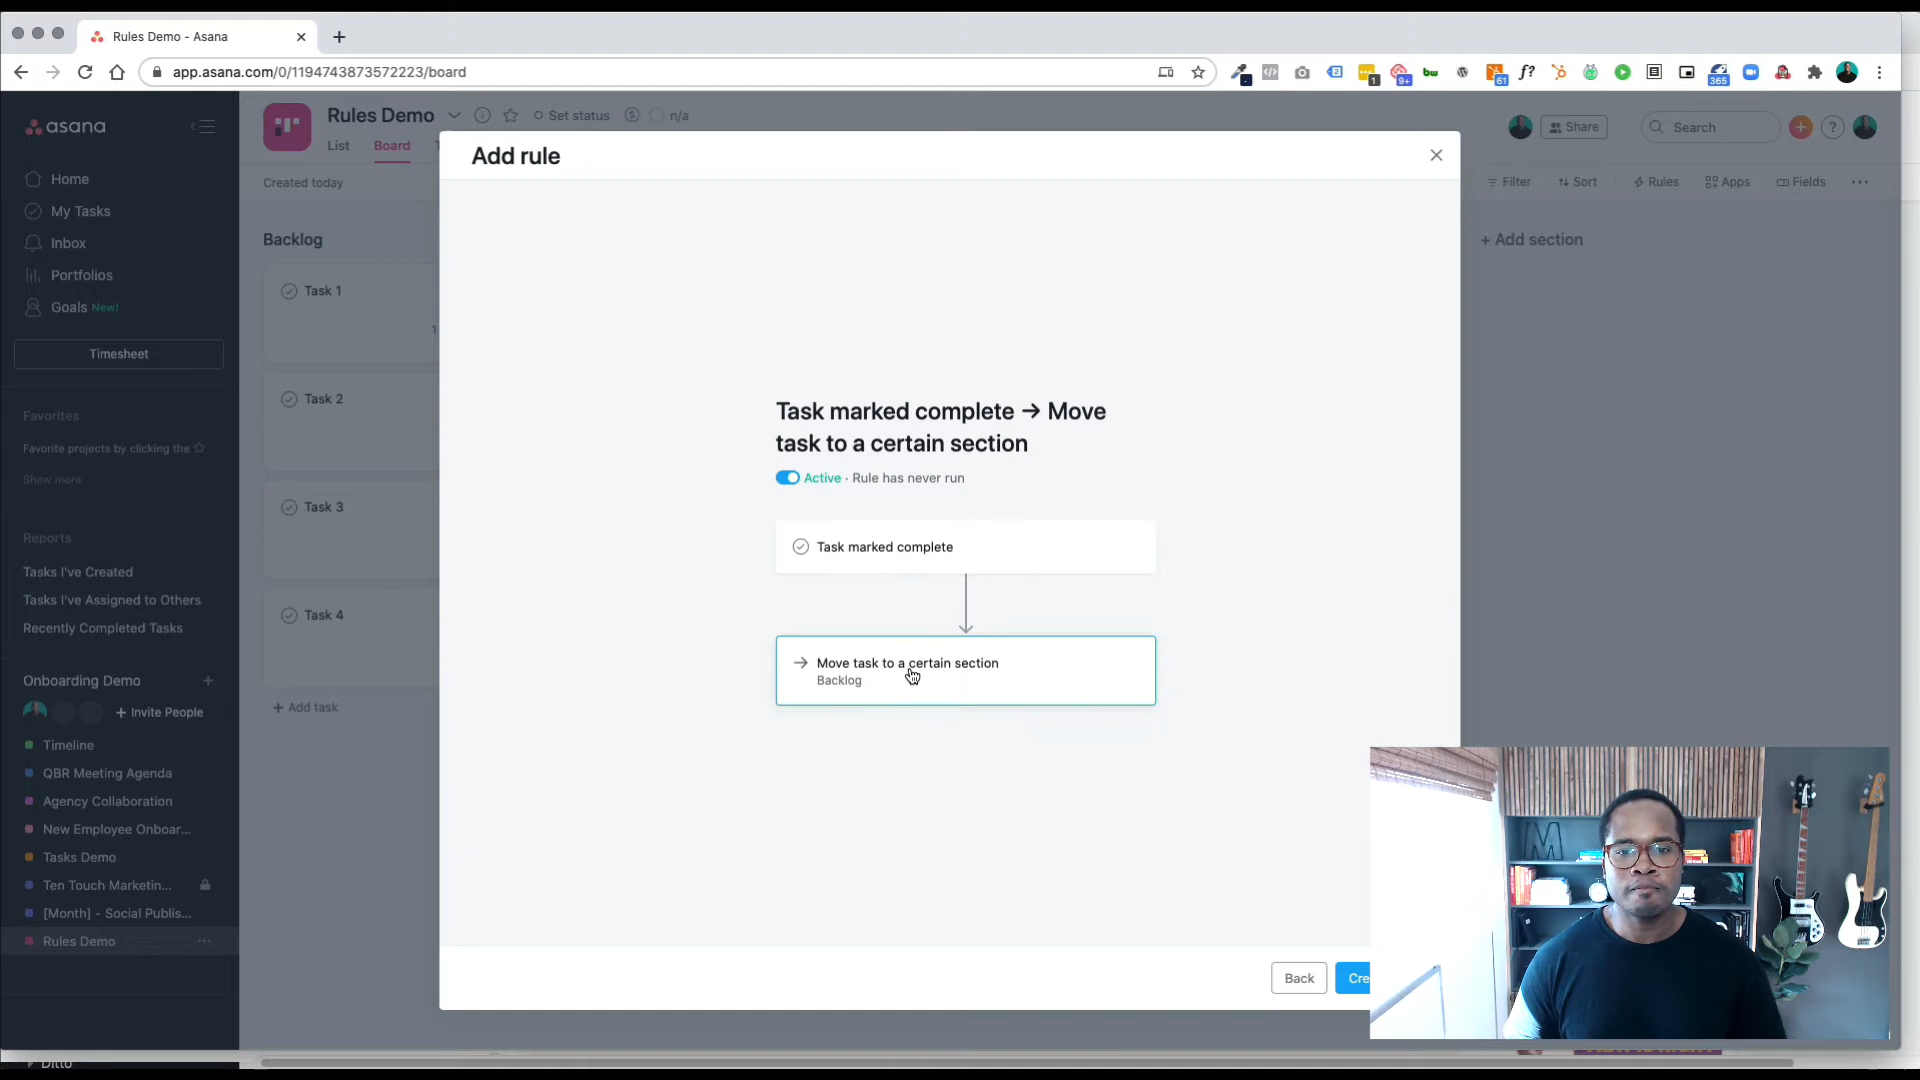 Rules Demo - Asana
app.asana.com/0/1194743873572223/board
1
9+
bw
61
f?
365
asana
Rules Demo
Set status
n/a
Share
Search
?
List
Board
Add rule
Home
My Tasks
Inbox
Portfolios
Goals New!
Timesheet
Created today
Filter
Sort
Rules
Apps
Fields
Backlog
+ Add section
Task 1
1
Task 2
Task 3
Task 4
+ Add task
Task marked complete → Move
task to a certain section
Active · Rule has never run
Task marked complete
Move task to a certain section
Backlog
Favorites
Favorite projects by clicking the
Show more
Reports
Tasks I've Created
Tasks I've Assigned to Others
Recently Completed Tasks
Onboarding Demo
+ Invite People
Timeline
QBR Meeting Agenda
Agency Collaboration
New Employee Onboar...
Tasks Demo
Ten Touch Marketin...
[Month] - Social Publis...
Rules Demo
Back
Cre
M
Ditto